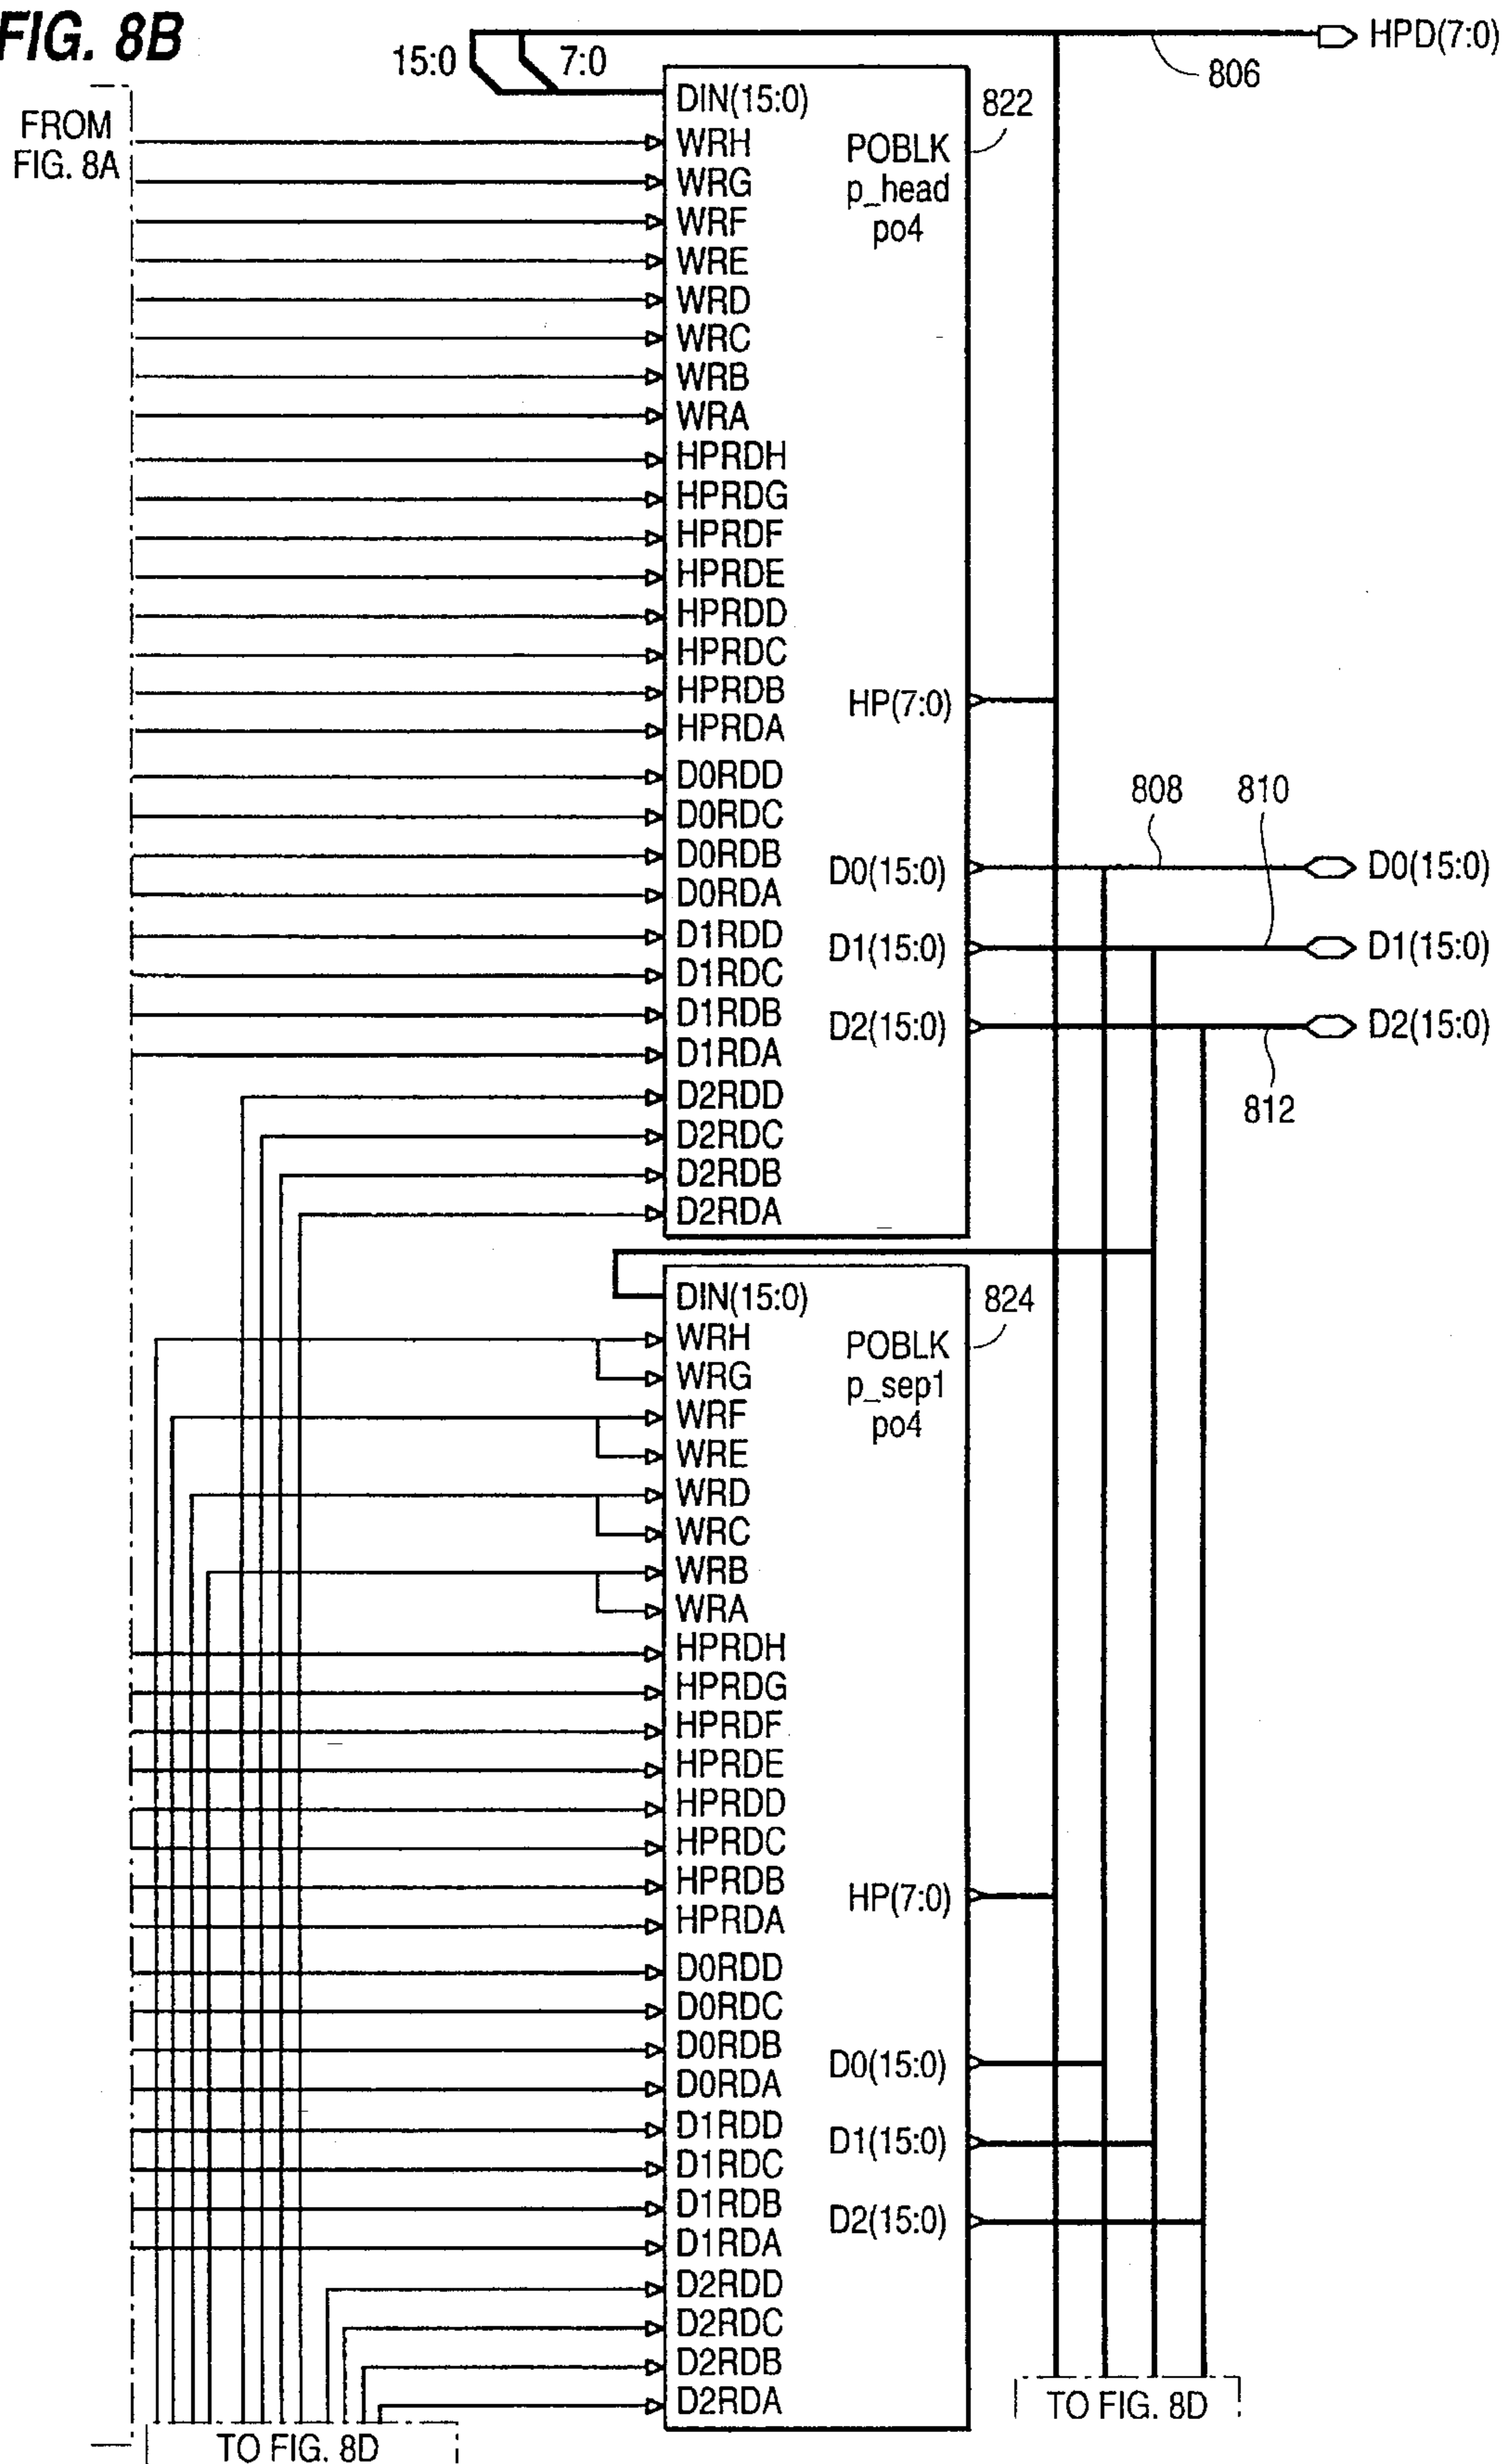 FIG. 8B
15:0
7:0
HPD(7:0)
806
FROM
FIG. 8A
DIN(15:0)
822
WRH
POBLK
WRG
p_head
WRF
po4
WRE
WRD
WRC
WRB
WRA
HPRDH
HPRDG
HPRDF
HPRDE
HPRDD
HPRDC
HPRDB
HP(7:0)
HPRDA
D0RDD
808
810
D0RDC
D0RDB
D0(15:0)
D0(15:0)
D0RDA
D1RDD
D1(15:0)
D1(15:0)
D1RDC
D1RDB
D2(15:0)
D2(15:0)
D1RDA
D2RDD
812
D2RDC
D2RDB
D2RDA
DIN(15:0)
824
WRH
POBLK
WRG
p_sep1
WRF
po4
WRE
WRD
WRC
WRB
WRA
HPRDH
HPRDG
HPRDF
HPRDE
HPRDD
HPRDC
HPRDB
HP(7:0)
HPRDA
D0RDD
D0RDC
D0RDB
D0(15:0)
D0RDA
D1RDD
D1(15:0)
D1RDC
D1RDB
D2(15:0)
D1RDA
D2RDD
D2RDC
D2RDB
D2RDA
TO FIG. 8D
TO FIG. 8D